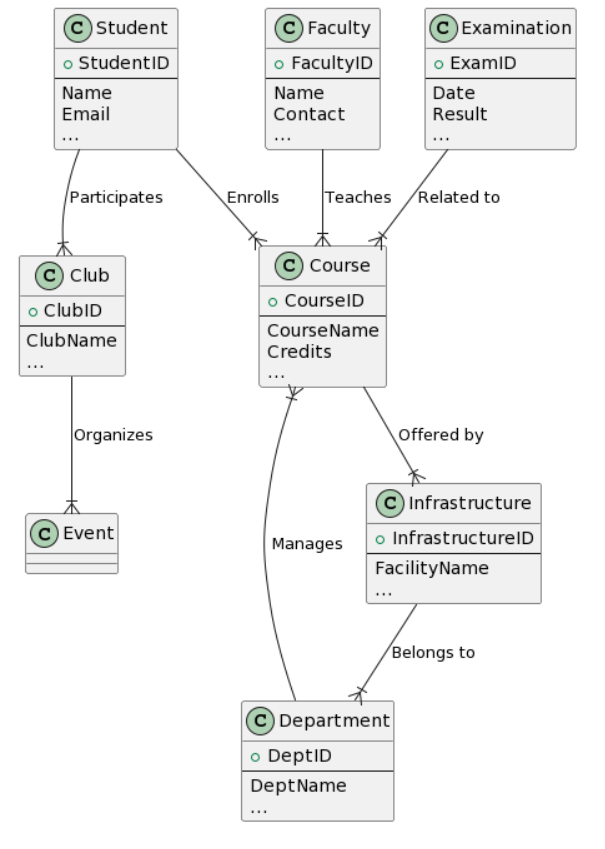 C Student
StudentID
Name
Email
...
C Faculty
FacultyID
Name
Contact
...
C Examination
ExamID
Date
Result
...
Participates
Enrolls
Teaches
Related to
C Club
ClubID
ClubName
...
C Course
CourseID
CourseName
Credits
...
Organizes
Offered by
C Event
Manages
C Infrastructure
InfrastructureID
FacilityName
...
Belongs to
C Department
DeptID
DeptName
...